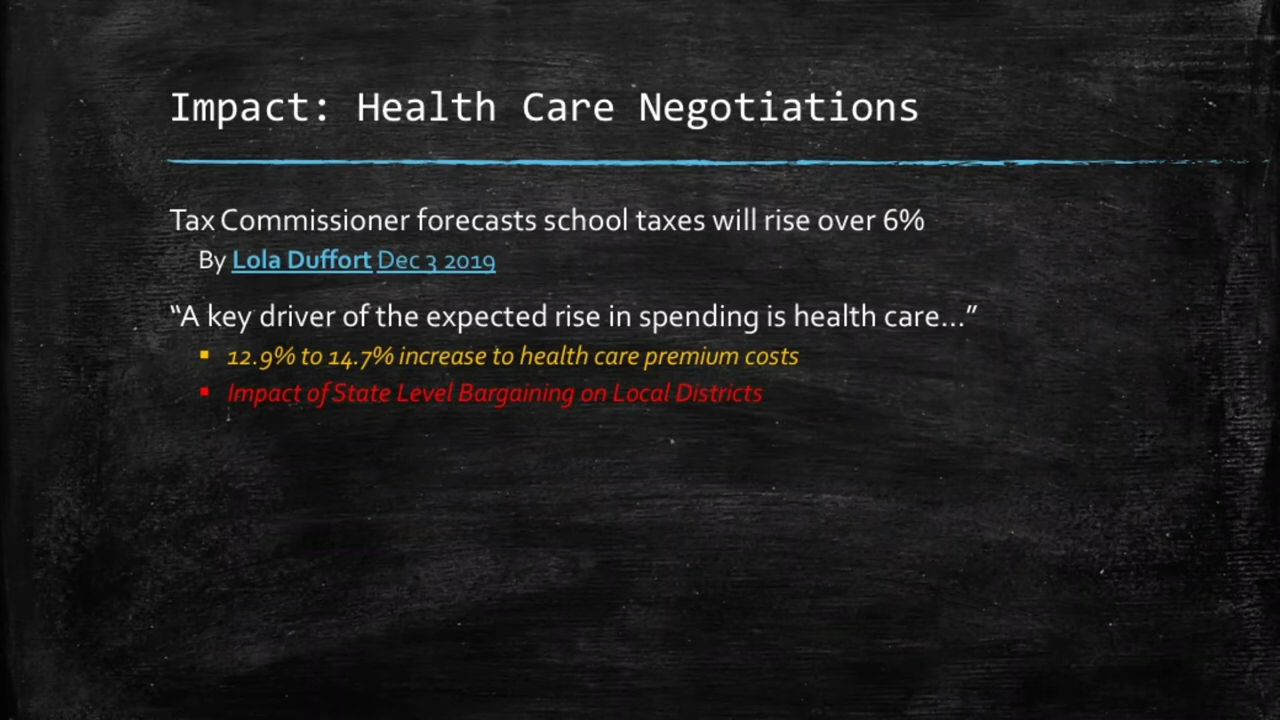 Impact: Health Care Negotiations
Tax Commissioner forecasts school taxes will rise over 6%
By Lola Duffort Dec 3 2019
“A key driver of the expected rise in spending is health care…”
▪ 12.9% to 14.7% increase to health care premium costs
▪ Impact of State Level Bargaining on Local Districts